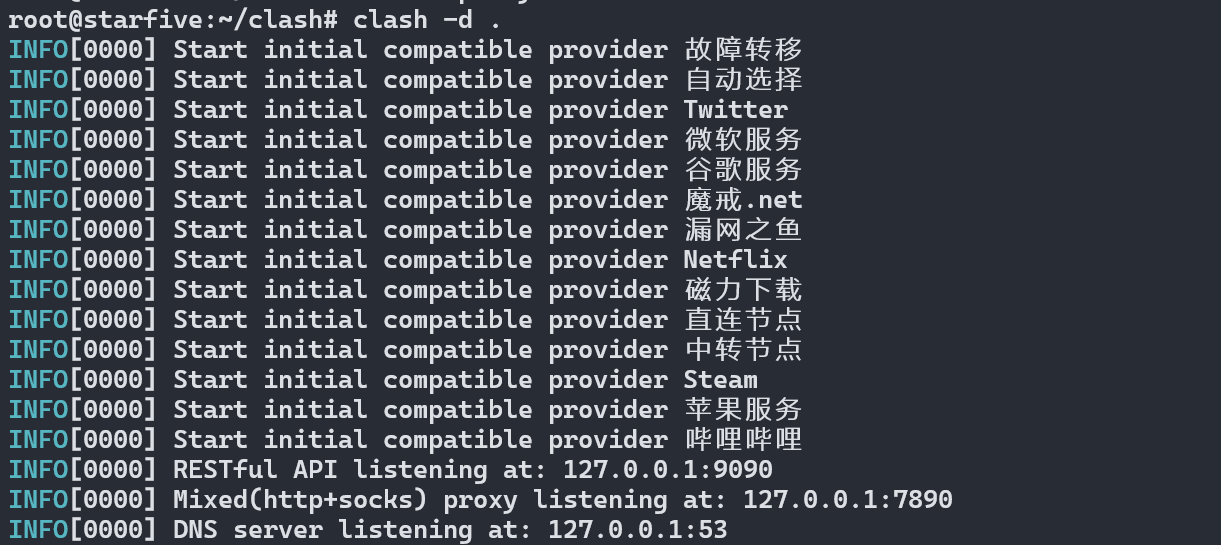 root@starfive:~/clash# clash -d .
INFO[0000] Start initial compatible provider 故障转移
INFO[0000] Start initial compatible provider 自动选择
INFO[0000] Start initial compatible provider Twitter
INFO[0000] Start initial compatible provider 微软服务
INFO[0000] Start initial compatible provider 谷歌服务
INFO[0000] Start initial compatible provider 魔戒.net
INFO[0000] Start initial compatible provider 漏网之鱼
INFO[0000] Start initial compatible provider Netflix
INFO[0000] Start initial compatible provider 磁力下载
INFO[0000] Start initial compatible provider 直连节点
INFO[0000] Start initial compatible provider 中转节点
INFO[0000] Start initial compatible provider Steam
INFO[0000] Start initial compatible provider 苹果服务
INFO[0000] Start initial compatible provider 哔哩哔哩
INFO[0000] RESTful API listening at: 127.0.0.1:9090
INFO[0000] Mixed(http+socks) proxy listening at: 127.0.0.1:7890
INFO[0000] DNS server listening at: 127.0.0.1:53